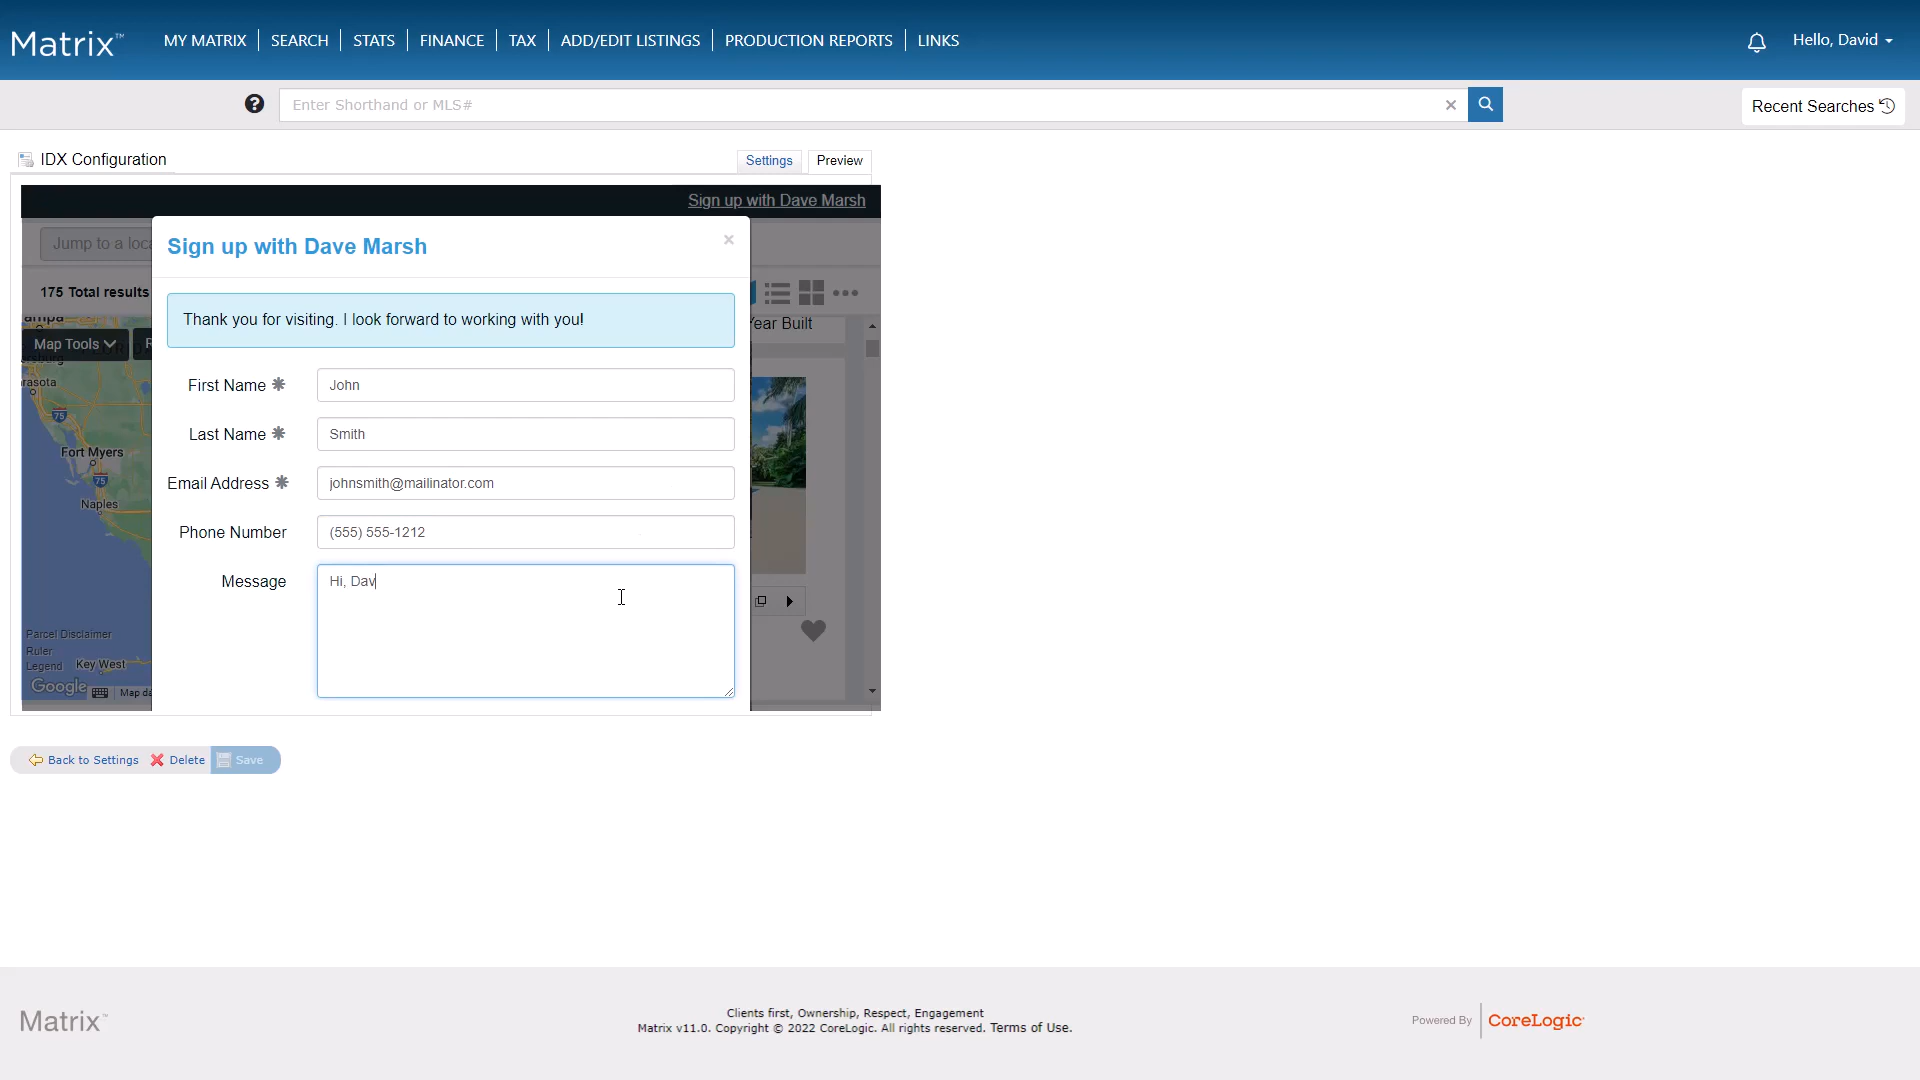 Matrix™
MY MATRIX
SEARCH
STATS
FINANCE
TAX
ADD/EDIT LISTINGS
PRODUCTION REPORTS
LINKS
Hello, David
Enter Shorthand or MLS#
Recent Searches
IDX Configuration
Settings
Preview
Sign up with Dave Marsh
Jump to a loca
Sign up with Dave Marsh
×
175 Total results
Thank you for visiting. I look forward to working with you!
Year Built
Map Tools
First Name ✱
John
Last Name ✱
Smith
Email Address ✱
johnsmith@mailinator.com
Phone Number
(555) 555-1212
Message
Hi, Dav
75
Fort Myers
75
Naples
Parcel Disclaimer
Ruler
Legend
Key West
Google
Map da
Back to Settings
Delete
Save
Matrix™
Clients first, Ownership, Respect, Engagement
Matrix v11.0. Copyright © 2022 CoreLogic. All rights reserved. Terms of Use.
Powered By
CoreLogic